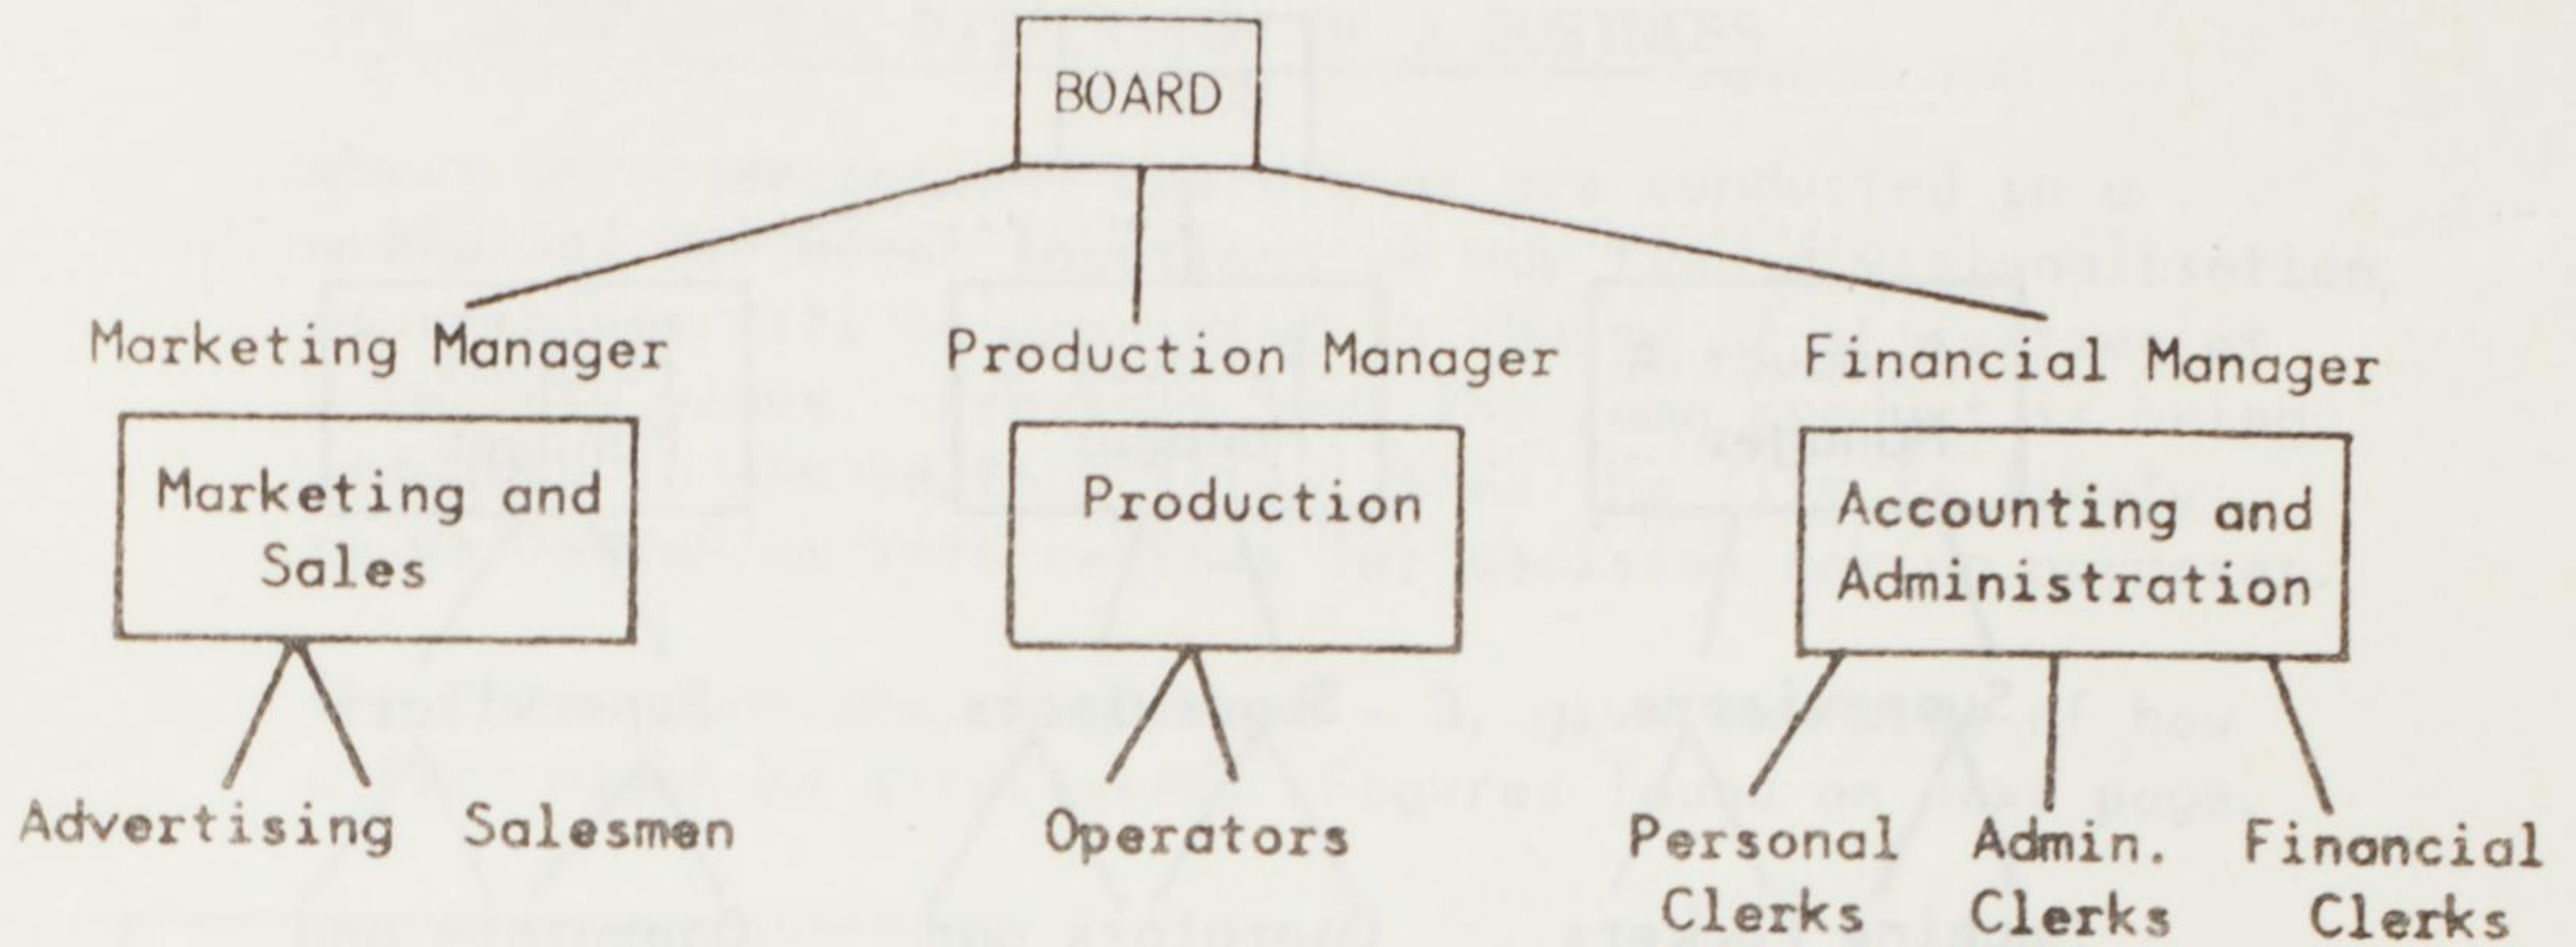 BOARD
Marketing Manager
Production Manager
Financial Manager
Marketing and
Sales
Production
Accounting and
Administration
Advertising
Salesmen
Operators
Personal
Clerks
Admin.
Clerks
Financial
Clerks